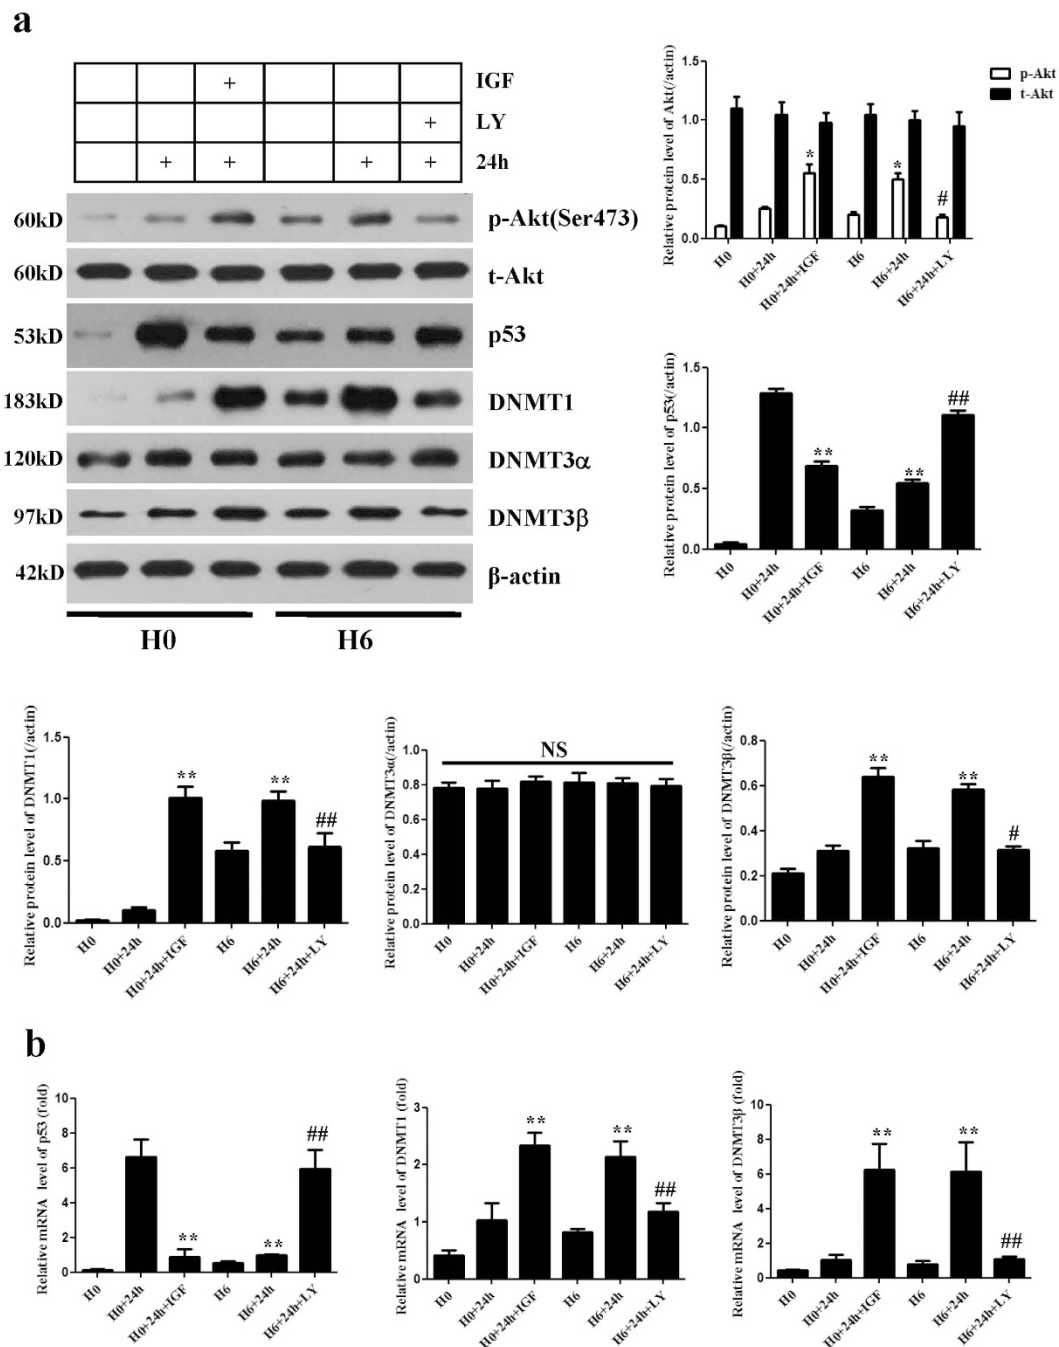 a
+ IGF
+ LY
+ + + + 24h
60kD p-Akt(Ser473)
60kD t-Akt
53kD p53
183kD DNMT1
120kD DNMT3α
97kD DNMT3β
42kD β-actin
H0 H6
Relative protein level of Akt(/actin)
1.5
1.0
0.5
0.0
* * #
p-Akt
t-Akt
H0 H0+24h H0+24h+IGF H6 H6+24h H6+24h+LY
Relative protein level of p53(/actin)
1.5
1.0
0.5
0.0
** ** ##
H0 H0+24h H0+24h+IGF H6 H6+24h H6+24h+LY
Relative protein level of DNMT1(/actin)
1.5
1.0
0.5
0.0
** ** ##
H0 H0+24h H0+24h+IGF H6 H6+24h H6+24h+LY
Relative protein level of DNMT3α(/actin)
1.0
0.8
0.6
0.4
0.2
0.0
NS
H0 H0+24h H0+24h+IGF H6 H6+24h H6+24h+LY
Relative protein level of DNMT3β(/actin)
0.8
0.6
0.4
0.2
0.0
** ** #
H0 H0+24h H0+24h+IGF H6 H6+24h H6+24h+LY
b
Relative mRNA level of p53 (fold)
10
8
6
4
2
0
** ** ##
H0 H0+24h H0+24h+IGF H6 H6+24h H6+24h+LY
Relative mRNA level of DNMT1 (fold)
3
2
1
0
** ** ##
H0 H0+24h H0+24h+IGF H6 H6+24h H6+24h+LY
Relative mRNA level of DNMT3β (fold)
10
8
6
4
2
0
** ** ##
H0 H0+24h H0+24h+IGF H6 H6+24h H6+24h+LY